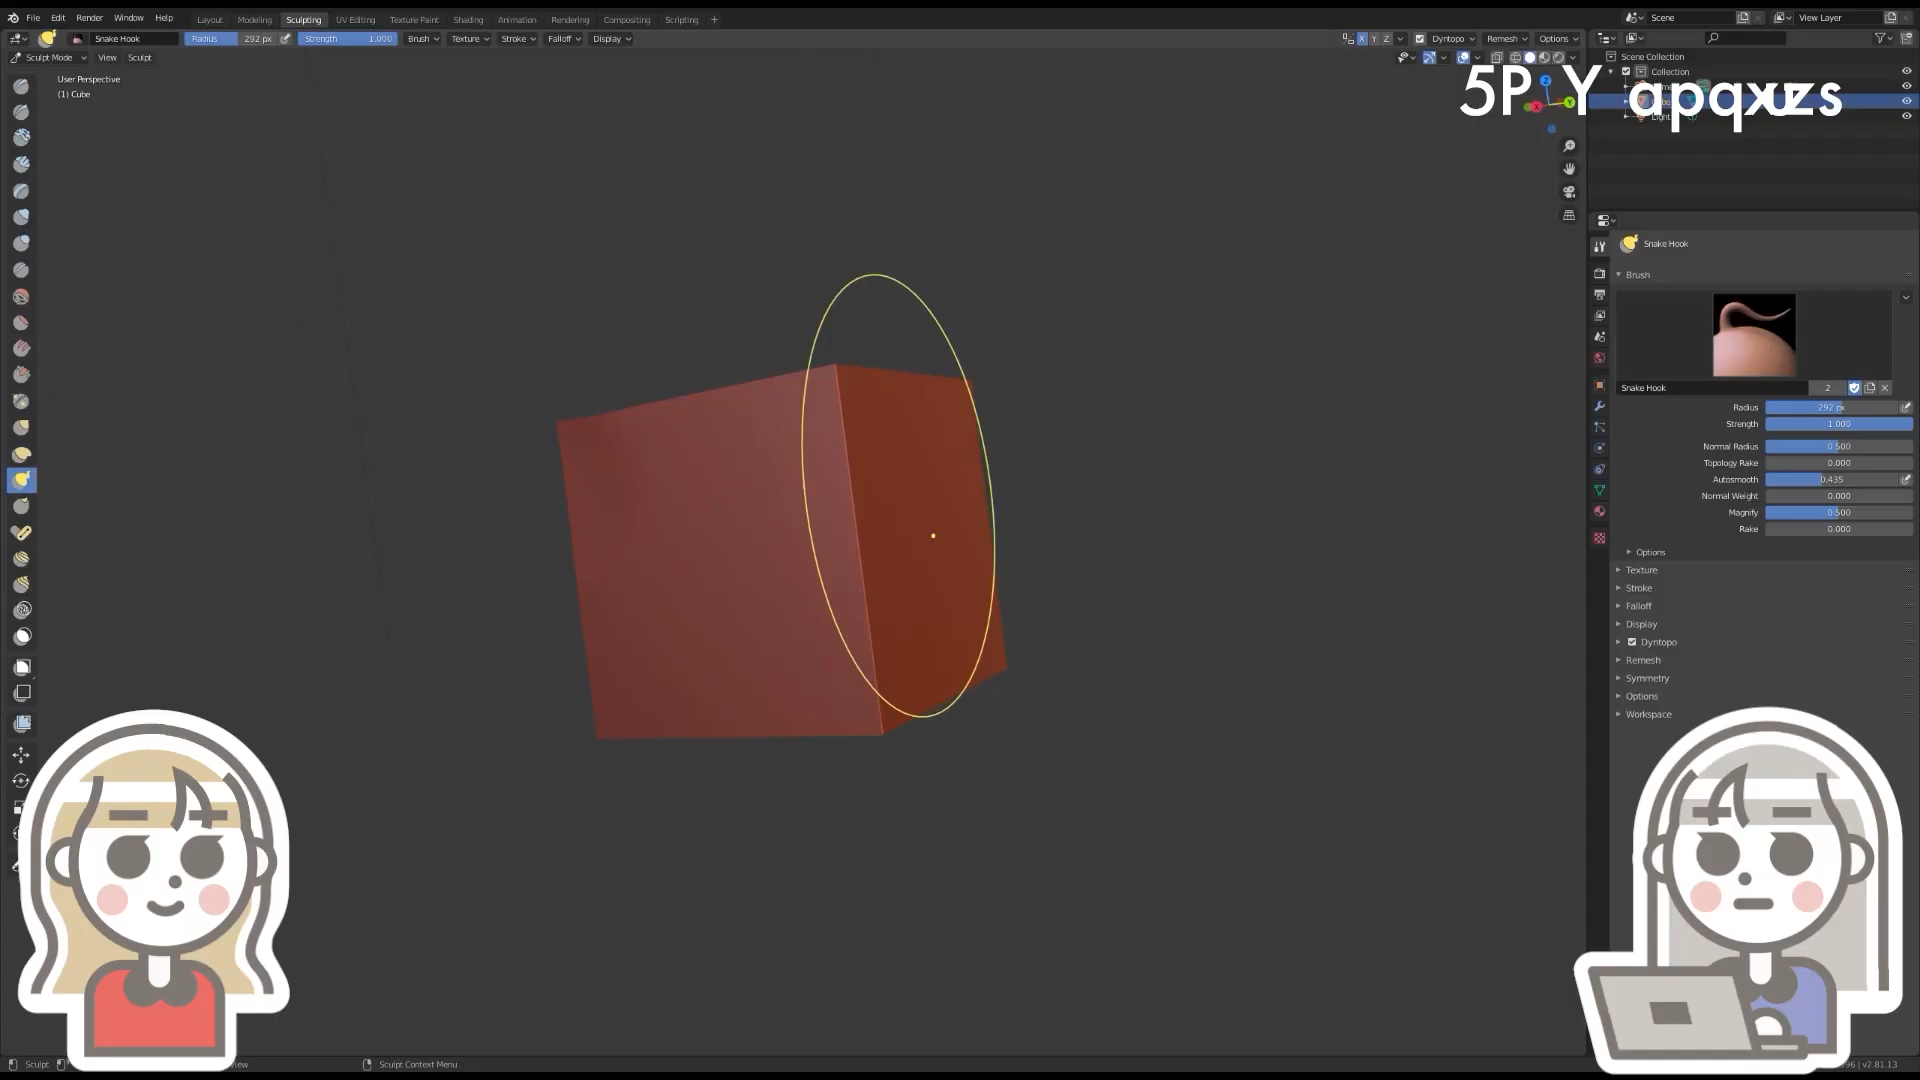 File Edit Render Window Help Layout Modeling Sculpting UV Editing Texture Paint Shading Animation Rendering Compositing Scripting + Scene View Layer
Snake Hook Radius 292 px Strength 1.000 Brush Texture Stroke Falloff Display X Y Z Dyntopo Remesh Options
Sculpt Mode View Sculpt
User Perspective
(1) Cube
Scene Collection
Collection
Light
Snake Hook
Brush
Snake Hook 2
Radius 292 px
Strength 1.000
Normal Radius 0.500
Topology Rake 0.000
Autosmooth 0.435
Normal Weight 0.000
Magnify 0.500
Rake 0.000
Options
Texture
Stroke
Falloff
Display
Dyntopo
Remesh
Symmetry
Options
Workspace
Sculpt Sculpt Context Menu v2.81.13